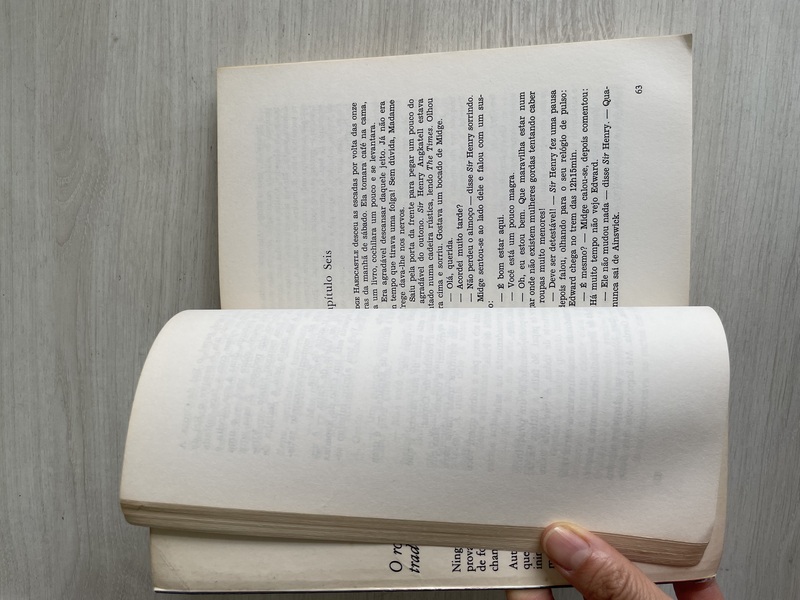 O ro
trad
Ning
prova
de fo
chan
Aut
que
inin
m
apítulo Seis
DGE HARDCASTLE desceu as escadas por volta das onze
ras da manhã de sábado. Ela tomara café na cama,
a um livro, cochilara um pouco e se levantara.
Era agradável descansar daquele jeito. Já não era
n tempo que tirava uma folga! Sem dúvida, Madame
frege dava-lhe nos nervos.
Saiu pela porta da frente para pegar um pouco do
agradável do outono. Sir Henry Angkatell estava
ntado numa cadeira rústica, lendo The Times. Olhou
ra cima e sorriu. Gostava um bocado de Midge.
— Olá, querida.
— Acordei muito tarde?
— Não perdeu o almoço — disse Sir Henry sorrindo.
Midge sentou-se ao lado dele e falou com um sus-
o:
— É bom estar aqui.
— Você está um pouco magra.
— Oh, eu estou bem. Que maravilha estar num
gar onde não existem mulheres gordas tentando caber
roupas muito menores!
— Deve ser detestável! — Sir Henry fez uma pausa
depois falou, olhando para o seu relógio de pulso:
Edward chega no trem das 12h15min.
— É mesmo? — Midge calou-se, depois comentou:
Há muito tempo não vejo Edward.
— Ele não mudou nada — disse Sir Henry. — Qua-
nunca sai de Ainswick.
63